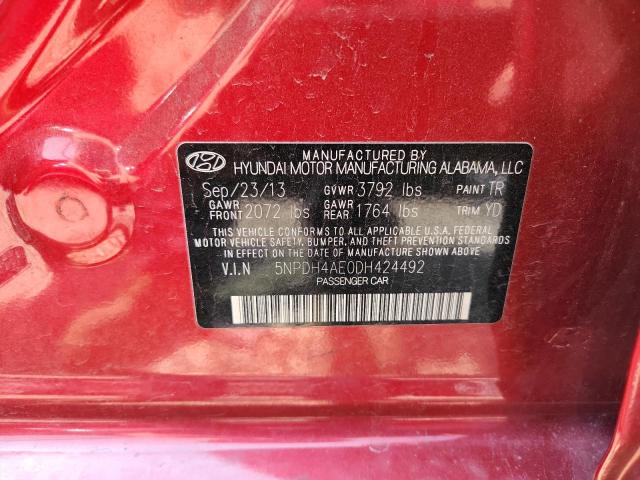 MANUFACTURED BY
HYUNDAI MOTOR MANUFACTURING ALABAMA, LLC
Sep/23/13 GVWR 3792 lbs PAINT TR
GAWR FRONT 2072 lbs GAWR REAR 1764 lbs TRIM YD
THIS VEHICLE CONFORMS TO ALL APPLICABLE U.S.A. FEDERAL
MOTOR VEHICLE SAFETY, BUMPER, AND THEFT PREVENTION STANDARDS
IN EFFECT ON THE DATE OF MANUFACTURE SHOWN ABOVE
V.I.N 5NPDH4AE0DH424492
PASSENGER CAR